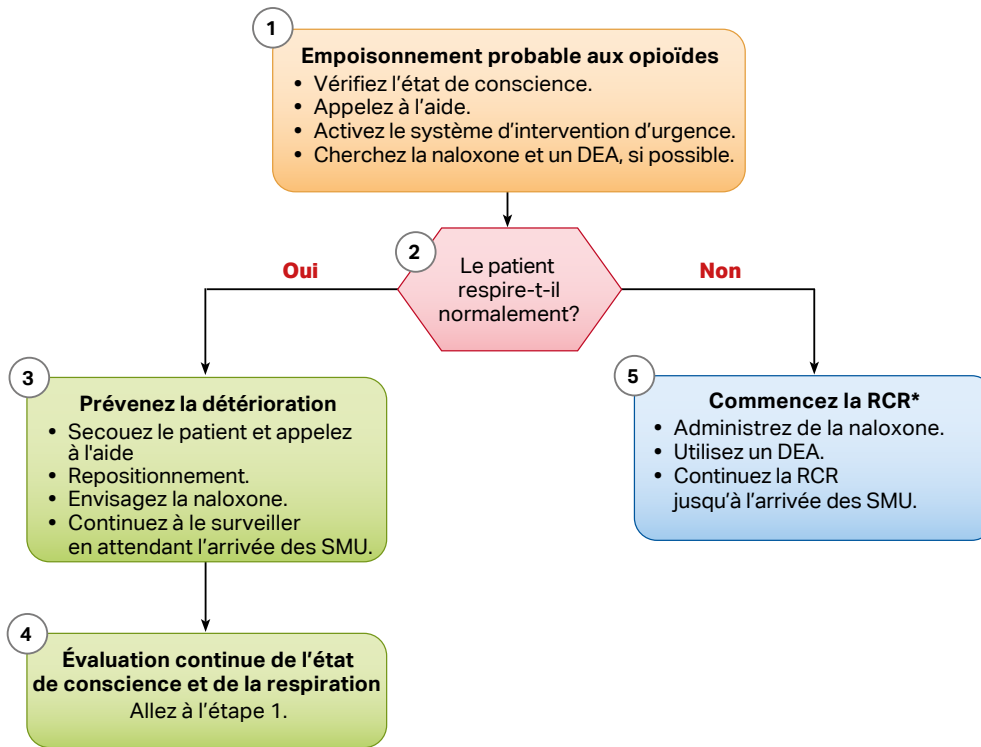 1
Empoisonnement probable aux opioïdes
• Vérifiez l'état de conscience.
• Appelez à l'aide.
• Activez le système d'intervention d'urgence.
• Cherchez la naloxone et un DEA, si possible.
2
Le patient
respire-t-il
normalement?
Oui
Non
3
Prévenez la détérioration
• Secouez le patient et appelez
à l'aide
• Repositionnement.
• Envisagez la naloxone.
• Continuez à le surveiller
en attendant l'arrivée des SMU.
4
Évaluation continue de l'état
de conscience et de la respiration
Allez à l'étape 1.
5
Commencez la RCR*
• Administrez de la naloxone.
• Utilisez un DEA.
• Continuez la RCR
jusqu'à l'arrivée des SMU.